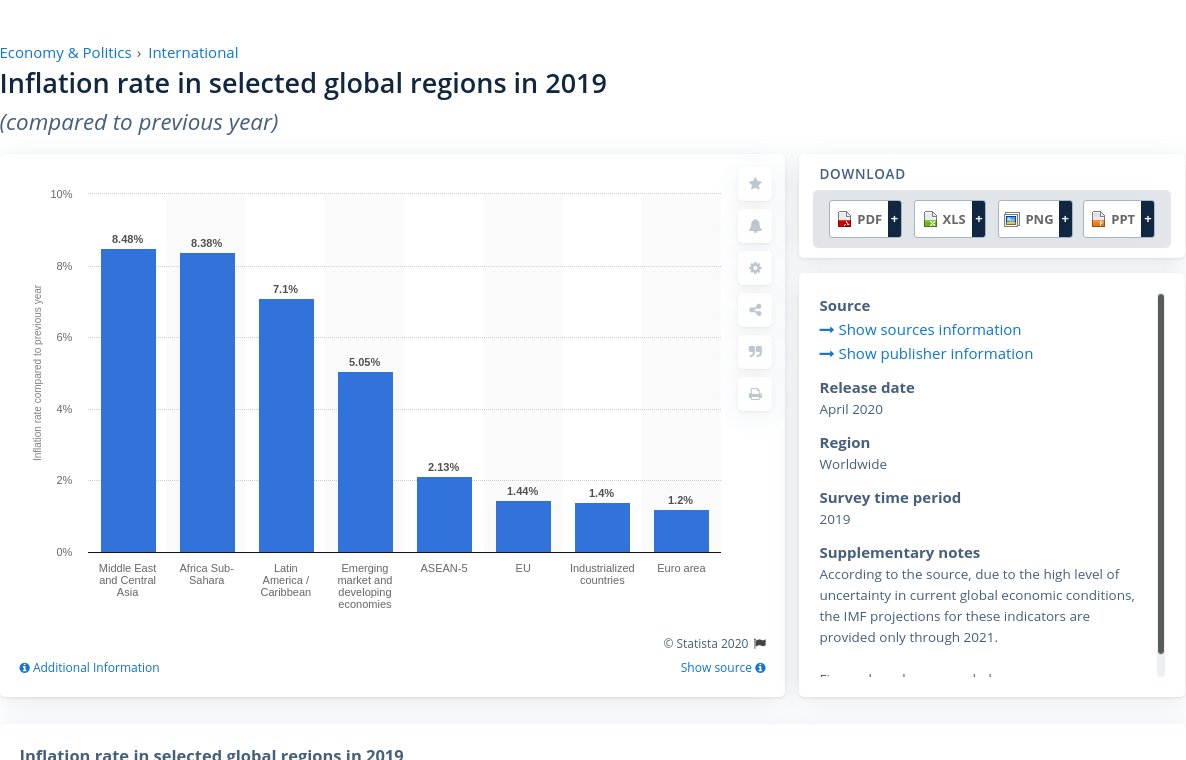 Economy & Politics › International
Inflation rate in selected global regions in 2019
(compared to previous year)
Inflation rate compared to previous year
10%
8%
6%
4%
2%
0%
8.48%
8.38%
7.1%
5.05%
2.13%
1.44%
1.4%
1.2%
Middle East
and Central
Asia
Africa Sub-
Sahara
Latin
America /
Caribbean
Emerging
market and
developing
economies
ASEAN-5
EU
Industrialized
countries
Euro area
© Statista 2020
Additional Information
Show source
DOWNLOAD
PDF + XLS + PNG + PPT +
Source
Show sources information
Show publisher information
Release date
April 2020
Region
Worldwide
Survey time period
2019
Supplementary notes
According to the source, due to the high level of
uncertainty in current global economic conditions,
the IMF projections for these indicators are
provided only through 2021.
Inflation rate in selected global regions in 2019